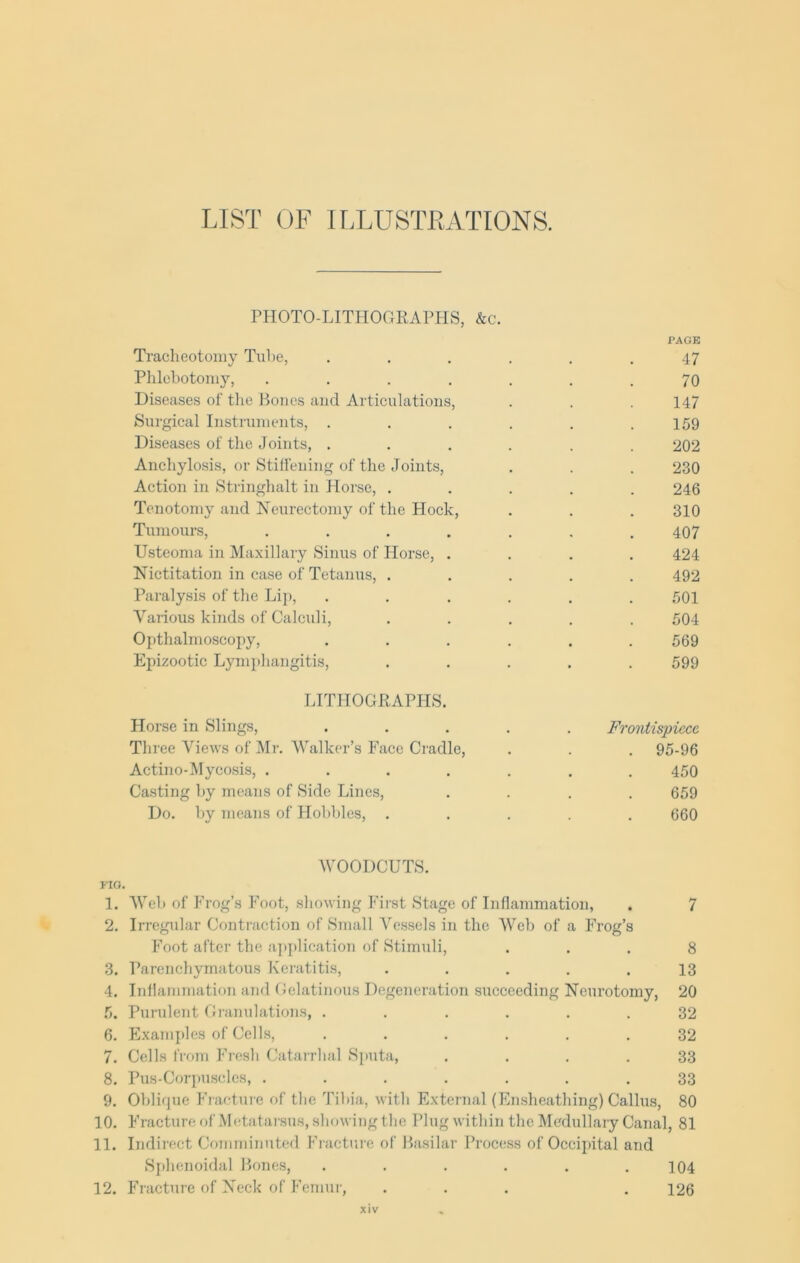 LIST OF ILLUSTRATIONS.
PHOTO-LITHOGRAPHS, &c.
PAGE
Tracheotomy Tube, . . . . . . 47
Phlebotomy, . . . . . . . 70
Diseases of the Bones and Articulations, . . . 147
Surgical Instruments, . . . . . . 159
Diseases of the Joints, . . . . . . 202
Anchylosis, or Stiffening of the Joints, . . . 230
Action in Stringhalt in Horse, . . . . . 246
Tenotomy and Neurectomy of the Hock, . . . 310
Tumours, . . . . . . . 407
Usteoma in Maxillary Sinus of Horse, . . . . 424
Nictitation in case of Tetanus, . . . . . 492
Paralysis of the Lip, . . . . . . 501
Various kinds of Calculi, . . . . . 504
Opthalmoscopy, . . . . . . 569
Epizootic Lymphangitis, . . . . . 599
LITHOGRAPHS.
Horse in Slings, . . . . . Frontispiece
Three Views of Mr. Walker's Face Cradle, . . . 95-96
Actino-Mycosis, . . . . . . . 450
Casting by means of Side Lines, . . . . 659
Do. by means of Hobbles, . . . . . 660
WOODCUTS.
FIG.
1. Web of Frog's Foot, showing First Stage of Inflammation, . 7
2. Irregular Contraction of Small Vessels in the Web of a Frog's
Foot after the application of Stimuli, . . . 8
3. Parenchymatous Keratitis, . . . . . 13
4. Inflammation and Gelatinous Degeneration succeeding Neurotomy, 20
5. Purulent Granulations, . . . . . . 32
6. Examples of Cells, . . . . . . 32
7. Cells from Fresh Catarrhal Sputa, . . . . 33
8. Pus-Corpuscles, . . . . . . . 33
9. Oblique Fracture of the Tibia, with External (Ensheathing) Callus, 80
10. Fracture of Metatarsus, showing the Plug within the Medullary Canal, 81
11. Indirect Comminuted Fracture of Basilar Process of Occipital and
Sphenoidal Bones, . . . . . . 104
12. Fracture of Neck of Femur, . . . . 126
xiv